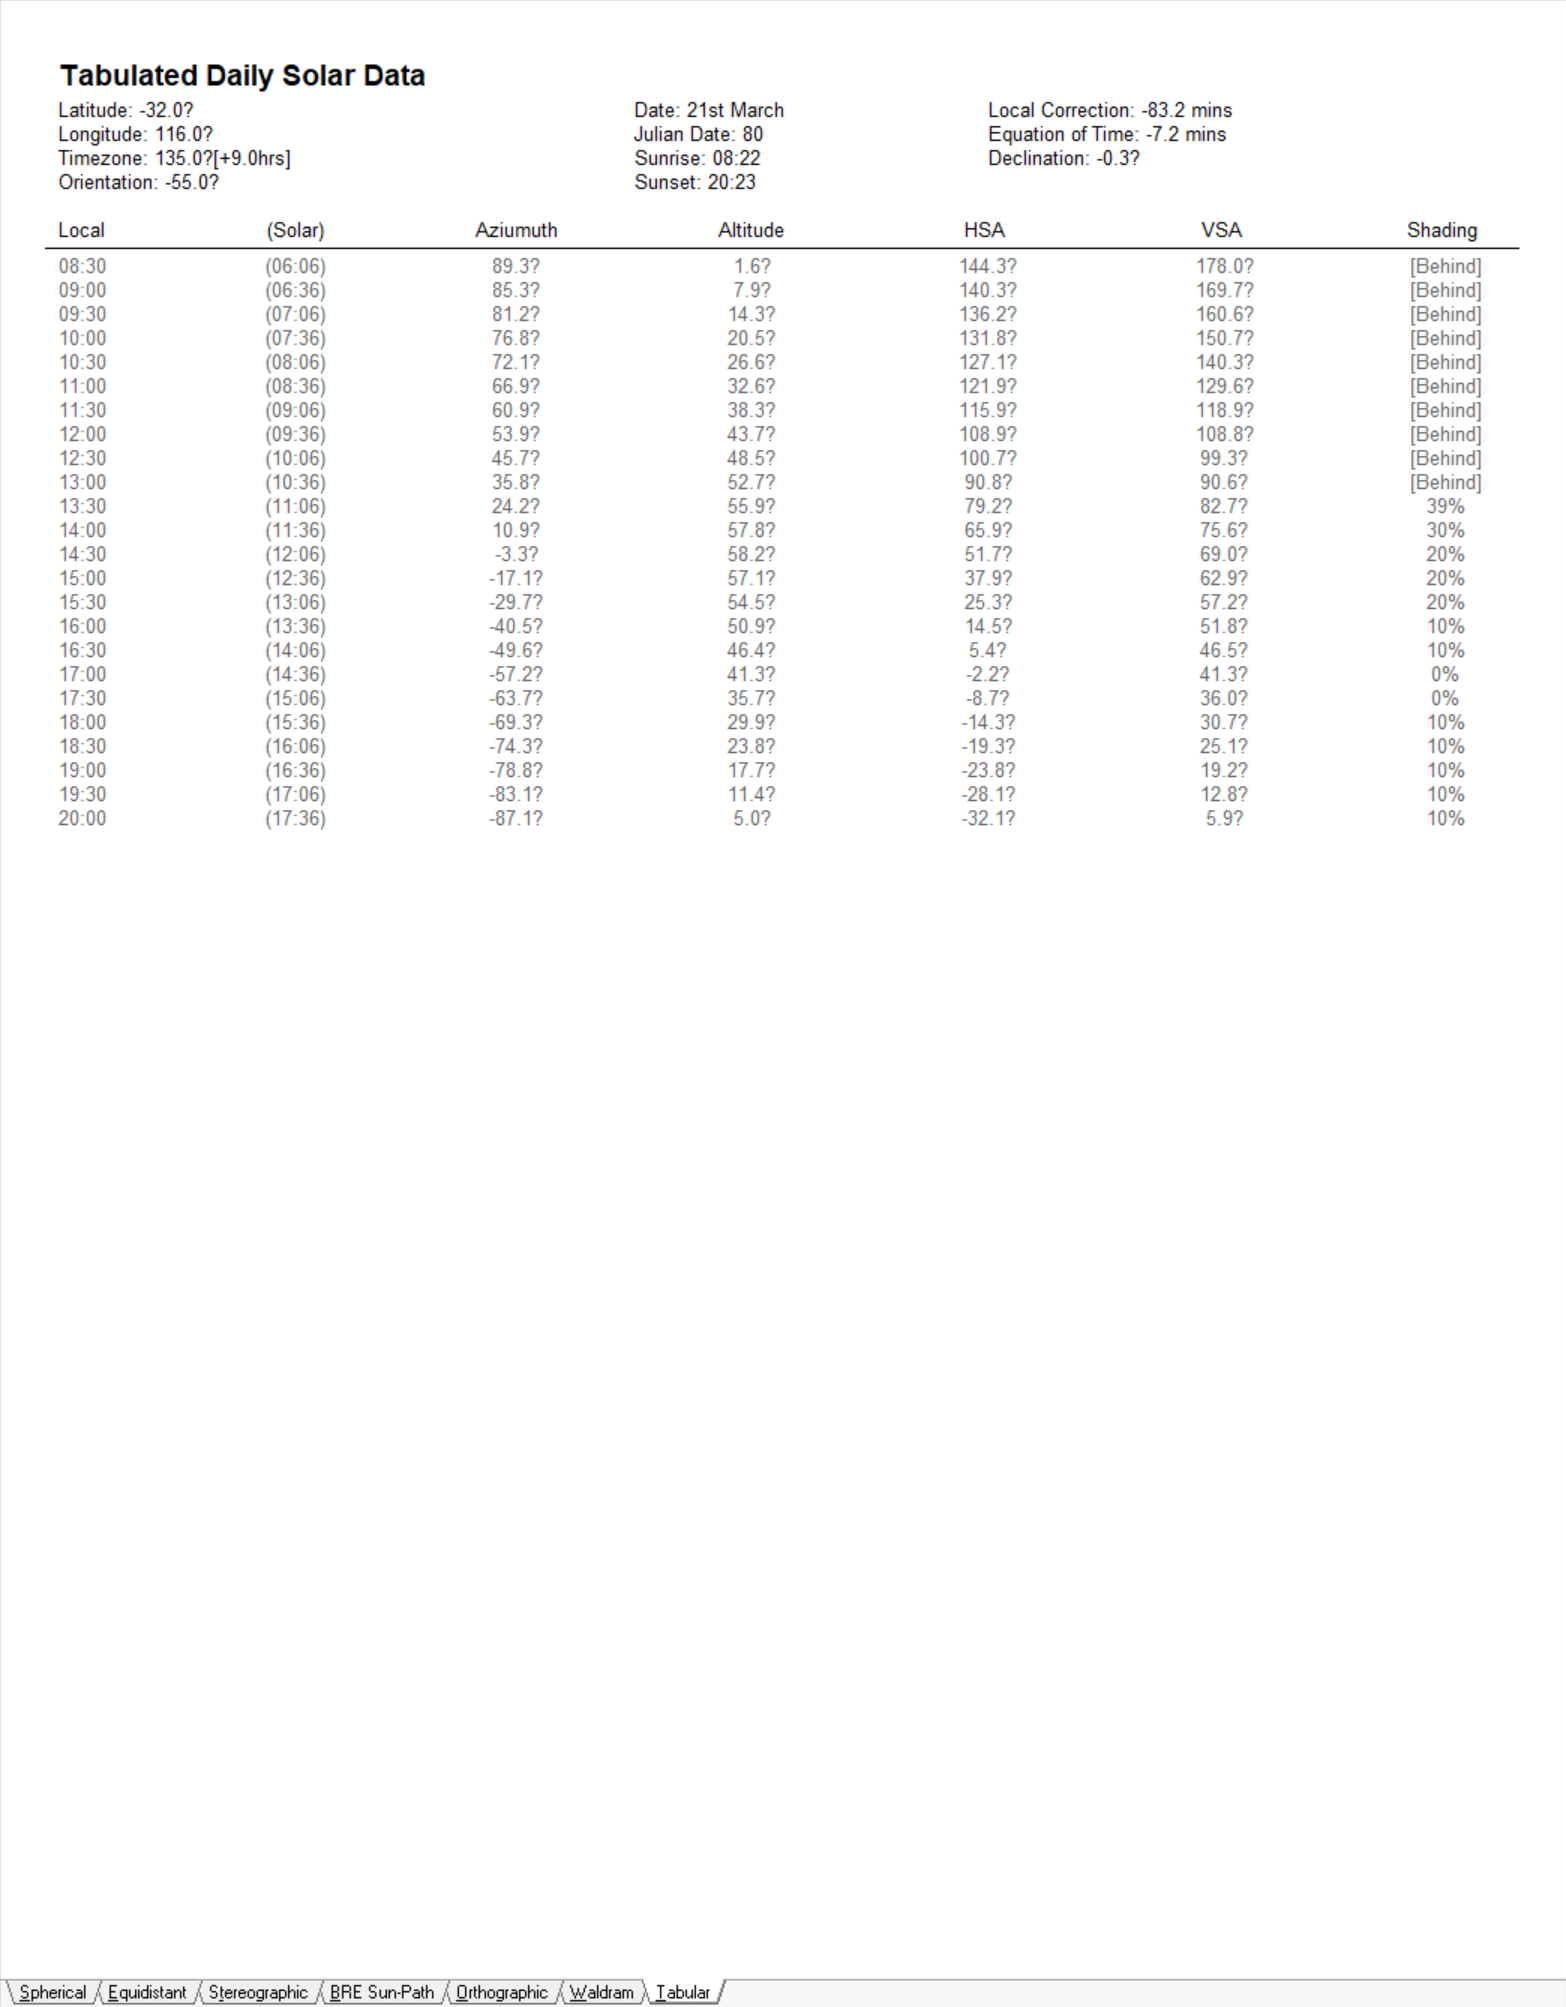 Tabulated Daily Solar Data
Latitude: -32.0? Date: 21st March Local Correction: -83.2 mins
Longitude: 116.0? Julian Date: 80 Equation of Time: -7.2 mins
Timezone: 135.0?[+9.0hrs] Sunrise: 08:22 Declination: -0.3?
Orientation: -55.0? Sunset: 20:23
Local (Solar) Aziumuth Altitude HSA VSA Shading
08:30 (06:06) 89.3? 1.6? 144.3? 178.0? [Behind]
09:00 (06:36) 85.3? 7.9? 140.3? 169.7? [Behind]
09:30 (07:06) 81.2? 14.3? 136.2? 160.6? [Behind]
10:00 (07:36) 76.8? 20.5? 131.8? 150.7? [Behind]
10:30 (08:06) 72.1? 26.6? 127.1? 140.3? [Behind]
11:00 (08:36) 66.9? 32.6? 121.9? 129.6? [Behind]
11:30 (09:06) 60.9? 38.3? 115.9? 118.9? [Behind]
12:00 (09:36) 53.9? 43.7? 108.9? 108.8? [Behind]
12:30 (10:06) 45.7? 48.5? 100.7? 99.3? [Behind]
13:00 (10:36) 35.8? 52.7? 90.8? 90.6? [Behind]
13:30 (11:06) 24.2? 55.9? 79.2? 82.7? 39%
14:00 (11:36) 10.9? 57.8? 65.9? 75.6? 30%
14:30 (12:06) -3.3? 58.2? 51.7? 69.0? 20%
15:00 (12:36) -17.1? 57.1? 37.9? 62.9? 20%
15:30 (13:06) -29.7? 54.5? 25.3? 57.2? 20%
16:00 (13:36) -40.5? 50.9? 14.5? 51.8? 10%
16:30 (14:06) -49.6? 46.4? 5.4? 46.5? 10%
17:00 (14:36) -57.2? 41.3? -2.2? 41.3? 0%
17:30 (15:06) -63.7? 35.7? -8.7? 36.0? 0%
18:00 (15:36) -69.3? 29.9? -14.3? 30.7? 10%
18:30 (16:06) -74.3? 23.8? -19.3? 25.1? 10%
19:00 (16:36) -78.8? 17.7? -23.8? 19.2? 10%
19:30 (17:06) -83.1? 11.4? -28.1? 12.8? 10%
20:00 (17:36) -87.1? 5.0? -32.1? 5.9? 10%
Spherical Equidistant Stereographic BRE Sun-Path Orthographic Waldram Tabular